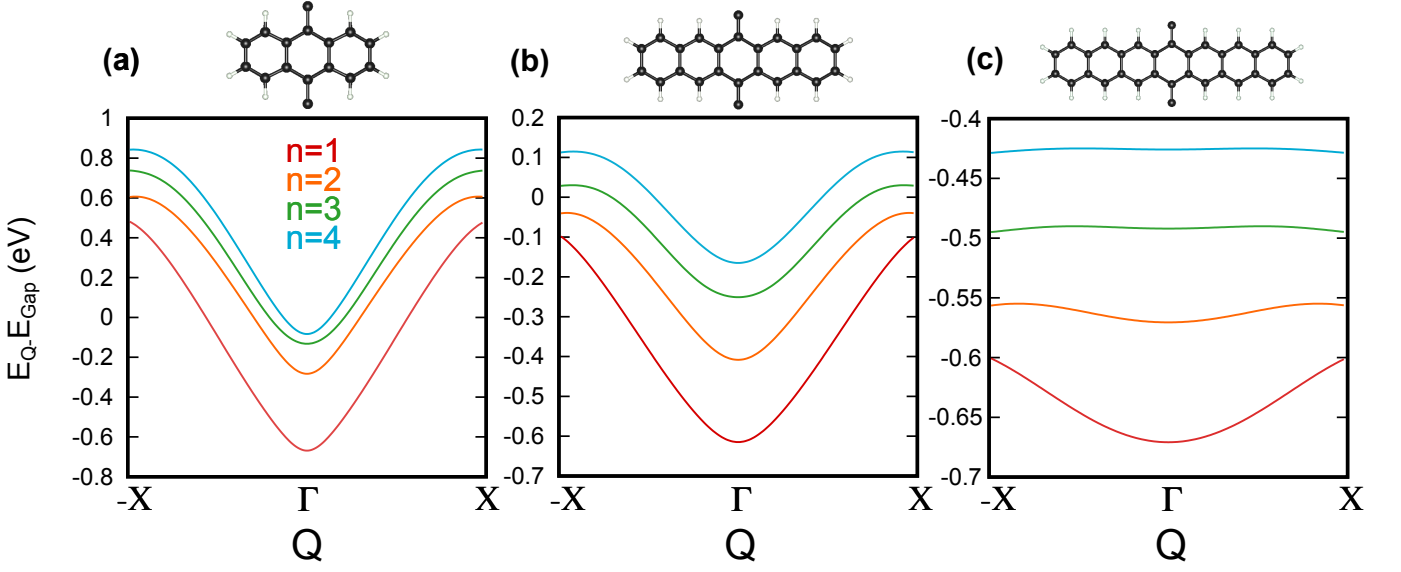 (a)
(b)
(c)
1
0.8
0.6
0.4
0.2
0
-0.2
-0.4
-0.6
-0.8
n=1
n=2
n=3
n=4
E_Q-E_Gap (eV)
-X Γ X
Q
0.2
0.1
0
-0.1
-0.2
-0.3
-0.4
-0.5
-0.6
-0.7
-X Γ X
Q
-0.4
-0.45
-0.5
-0.55
-0.6
-0.65
-0.7
-X Γ X
Q